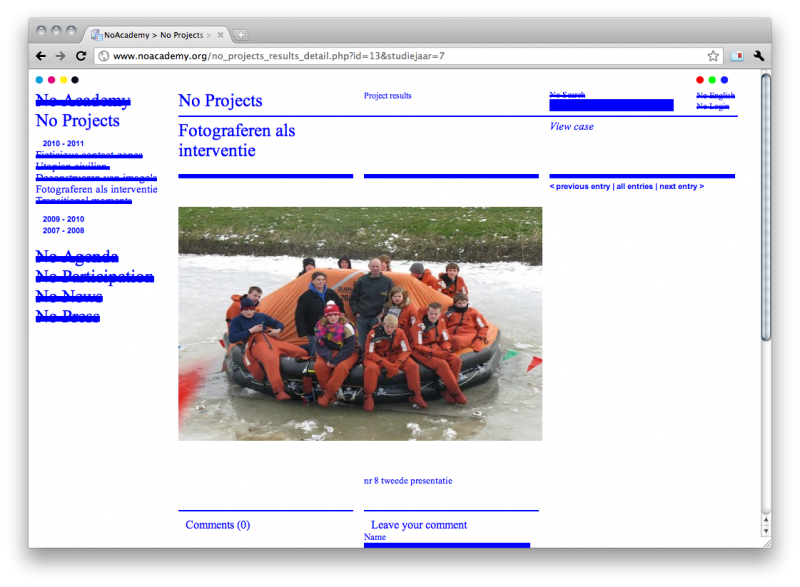 NoAcademy > No Projects >
www.noacademy.org/no_projects_results_detail.php?id=13&studiejaar=7
No Academy
No Projects
2010 - 2011
Ficticious contact zones
Utopian civilian
Deconstrueren van image's
Fotograferen als interventie
Transitional moments
2009 - 2010
2007 - 2008
No Agenda
No Participation
No News
No Press
No Projects
Project results
No Search
No English
No Login
Fotograferen als
interventie
View case
< previous entry | all entries | next entry >
nr 8 tweede presentatie
Comments (0)
Leave your comment
Name